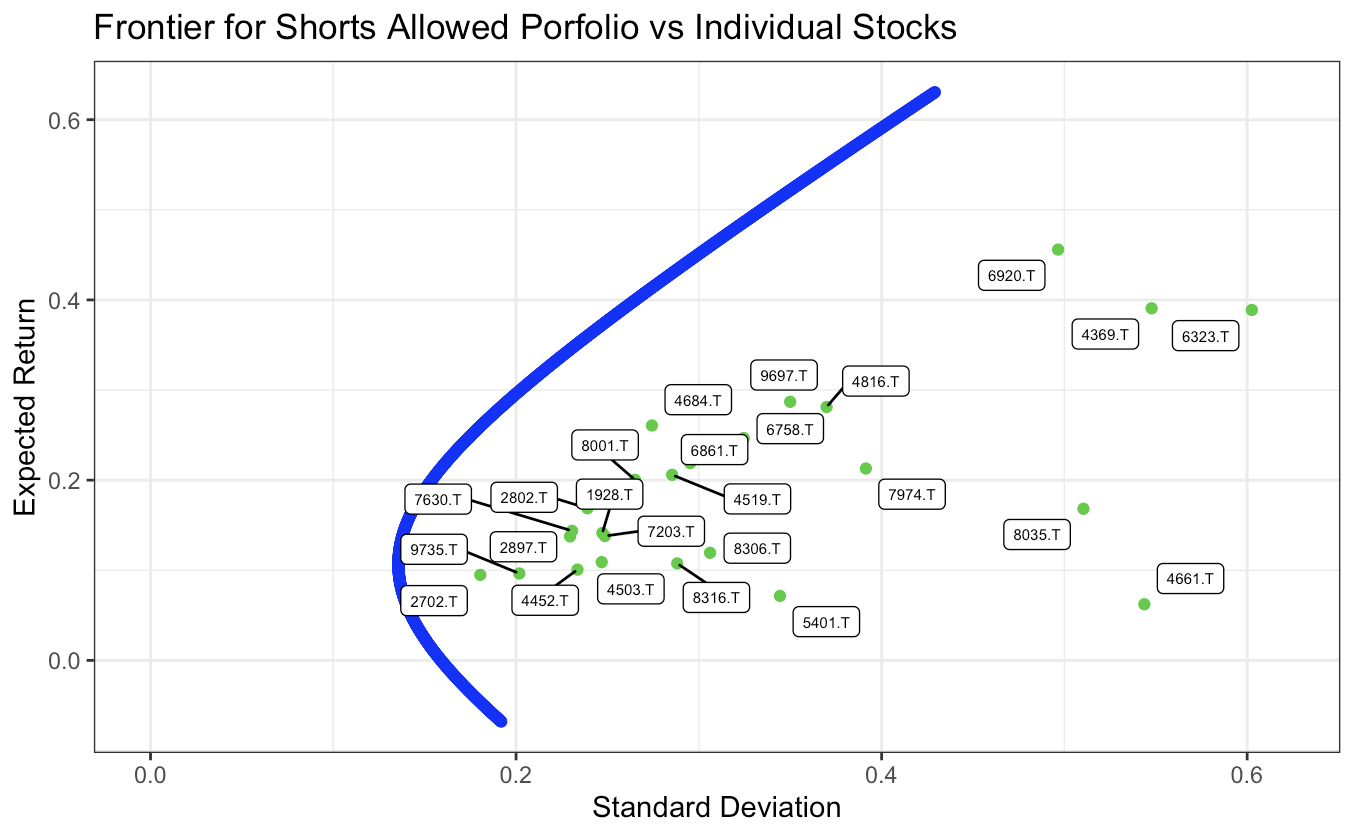 Frontier for Shorts Allowed Porfolio vs Individual Stocks
Expected Return
0.6
0.4
0.2
0.0
6920.T
4369.T
6323.T
9697.T
4816.T
4684.T
6758.T
8001.T
6861.T
7630.T
2802.T
1928.T
4519.T
7974.T
7203.T
8035.T
9735.T
2897.T
8306.T
4661.T
2702.T
4452.T
4503.T
8316.T
5401.T
0.0
0.2
0.4
0.6
Standard Deviation